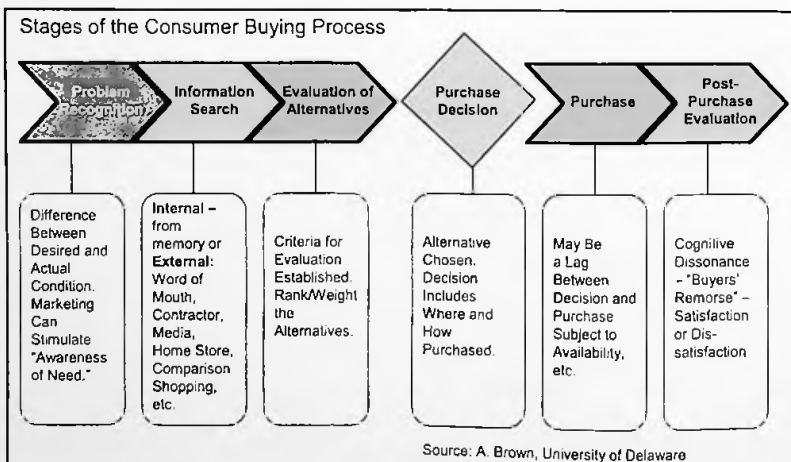 Stages of the Consumer Buying Process
Problem
Recognition
Information
Search
Evaluation of
Alternatives
Purchase
Decision
Purchase
Post-
Purchase
Evaluation
Difference
Between
Desired and
Actual
Condition.
Marketing
Can
Stimulate
"Awareness
of Need."
Internal –
from
memory or
External:
Word of
Mouth,
Contractor,
Media,
Home Store,
Comparison
Shopping,
etc.
Criteria for
Evaluation
Established.
Rank/Weight
the
Alternatives.
Alternative
Chosen.
Decision
Includes
Where and
How
Purchased.
May Be
a Lag
Between
Decision and
Purchase
Subject to
Availability,
etc.
Cognitive
Dissonance
- "Buyers'
Remorse" –
Satisfaction
or Dis-
satisfaction
Source: A. Brown, University of Delaware